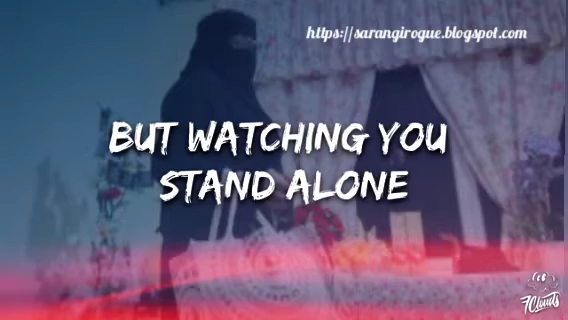 https://sarangirogue.blogspot.com
BUT WATCHING YOU
STAND ALONE
7Clouds